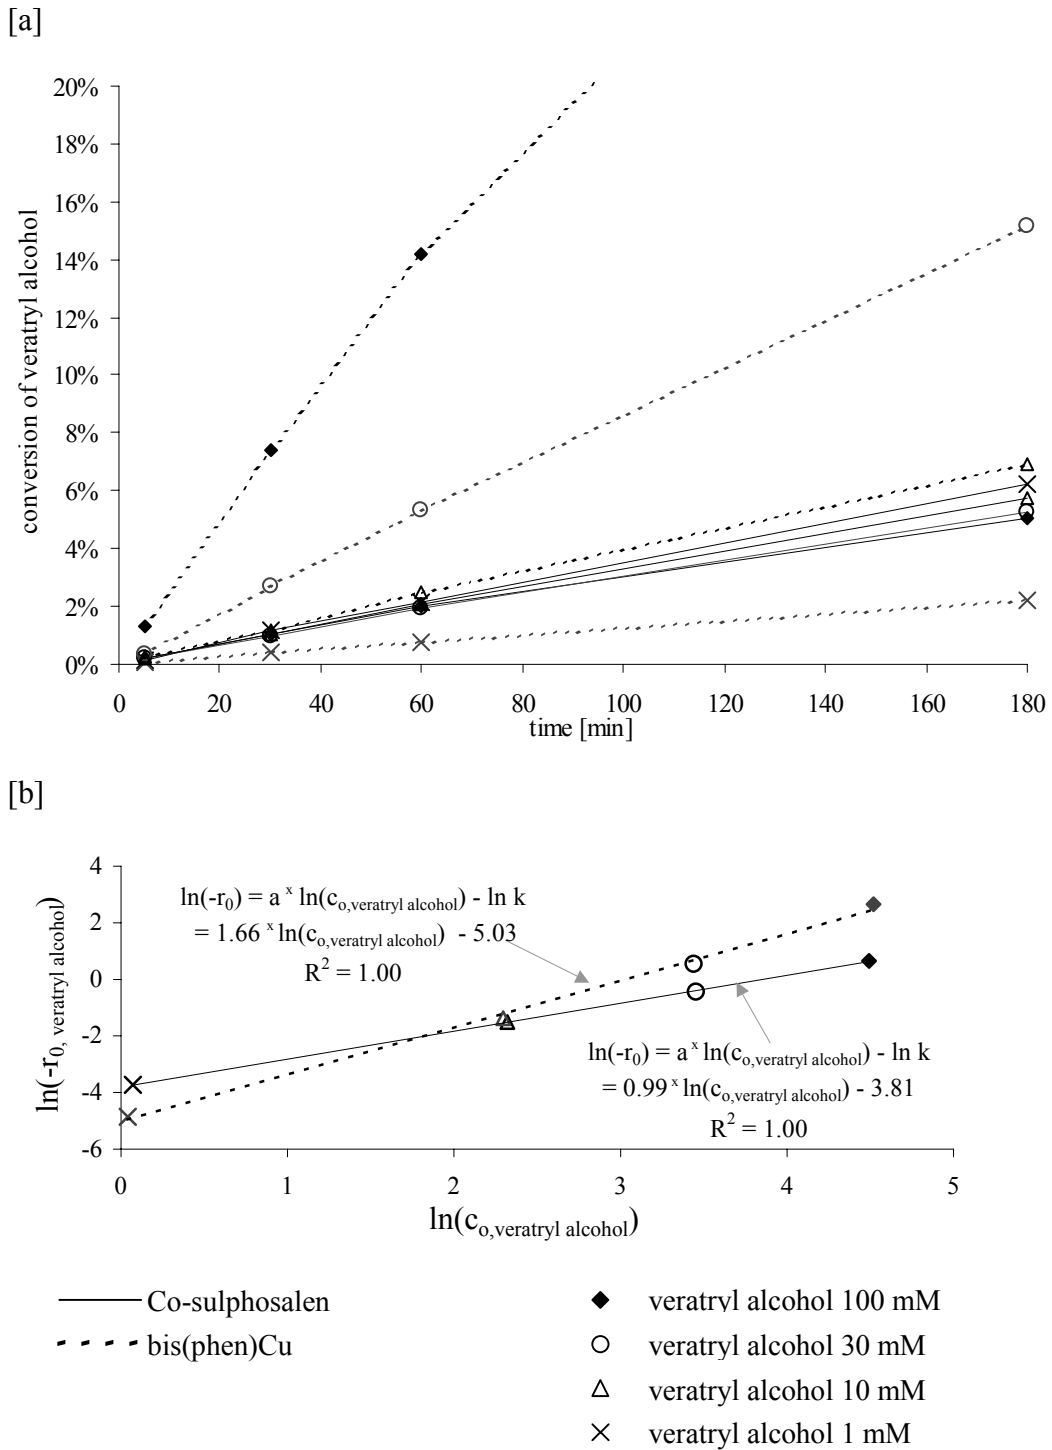 [a]
20%
18%
16%
14%
12%
10%
8%
6%
4%
2%
0%
conversion of veratryl alcohol
0 20 40 60 80 100 120 140 160 180
time [min]
[b]
4
2
0
-2
-4
-6
ln(-r0, veratryl alcohol)
ln(-r0) = a x ln(co,veratryl alcohol) - ln k
= 1.66 x ln(co,veratryl alcohol) - 5.03
R2 = 1.00
ln(-r0) = a x ln(co,veratryl alcohol) - ln k
= 0.99 x ln(co,veratryl alcohol) - 3.81
R2 = 1.00
0 1 2 3 4 5
ln(co,veratryl alcohol)
Co-sulphosalen
bis(phen)Cu
veratryl alcohol 100 mM
veratryl alcohol 30 mM
veratryl alcohol 10 mM
veratryl alcohol 1 mM